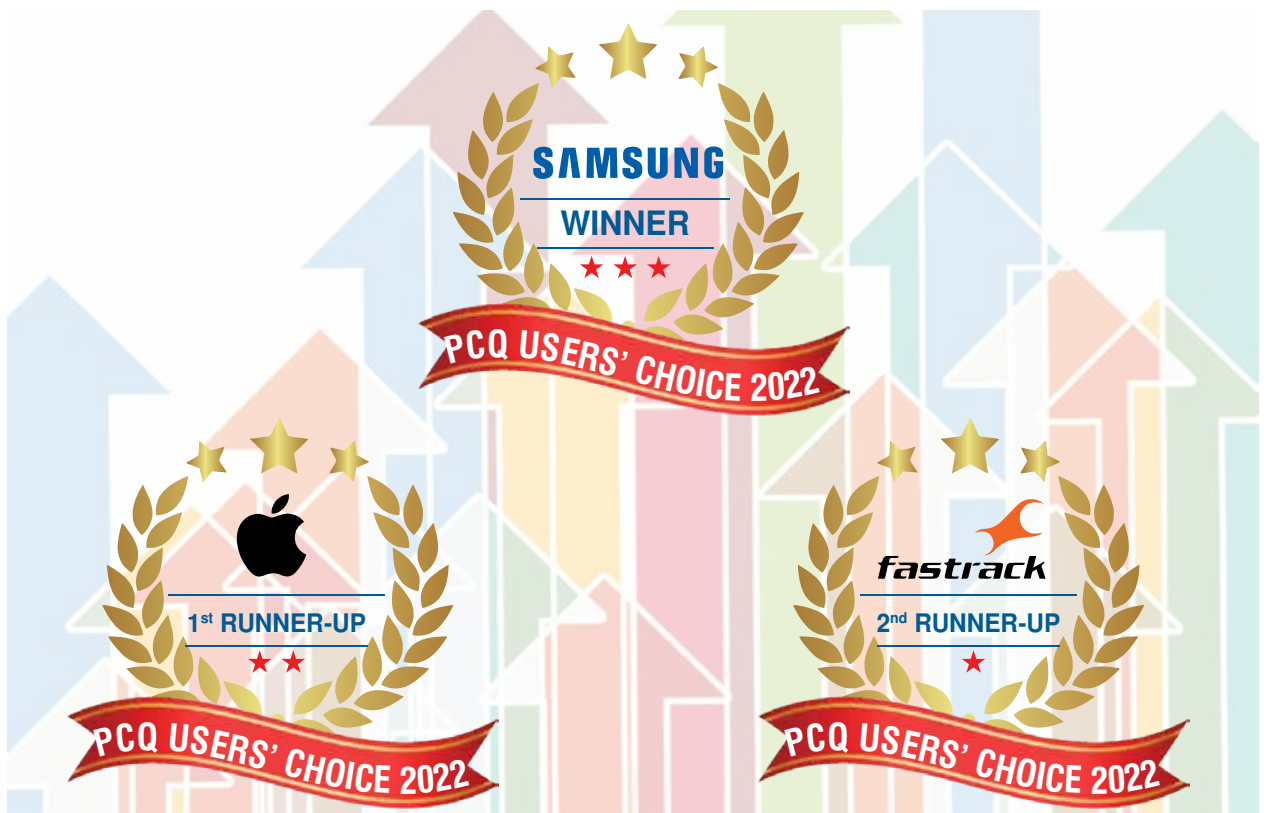 SAMSUNG
WINNER
PCQ USERS’ CHOICE 2022
1st RUNNER-UP
PCQ USERS’ CHOICE 2022
fastrack
2nd RUNNER-UP
PCQ USERS’ CHOICE 2022